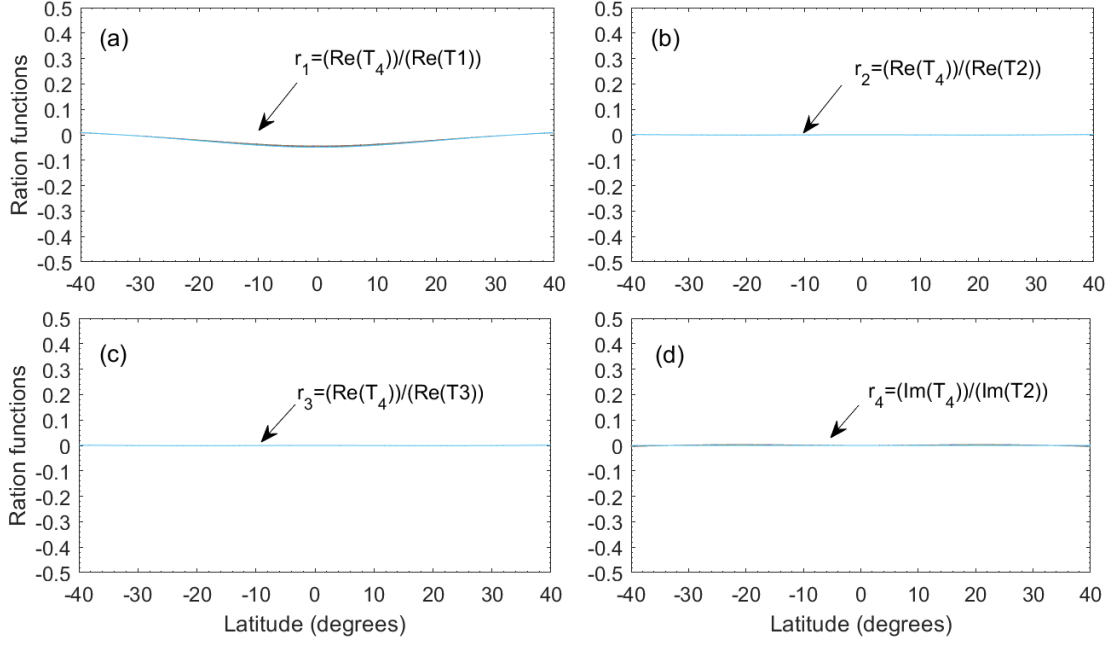 (a)
r1=(Re(T4))/(Re(T1))
Ration functions
0.5
0.4
0.3
0.2
0.1
0
-0.1
-0.2
-0.3
-0.4
-0.5
-40 -30 -20 -10 0 10 20 30 40
(b)
r2=(Re(T4))/(Re(T2))
0.5
0.4
0.3
0.2
0.1
0
-0.1
-0.2
-0.3
-0.4
-0.5
-40 -30 -20 -10 0 10 20 30 40
(c)
r3=(Re(T4))/(Re(T3))
Ration functions
0.5
0.4
0.3
0.2
0.1
0
-0.1
-0.2
-0.3
-0.4
-0.5
-40 -30 -20 -10 0 10 20 30 40
Latitude (degrees)
(d)
r4=(Im(T4))/(Im(T2))
0.5
0.4
0.3
0.2
0.1
0
-0.1
-0.2
-0.3
-0.4
-0.5
-40 -30 -20 -10 0 10 20 30 40
Latitude (degrees)